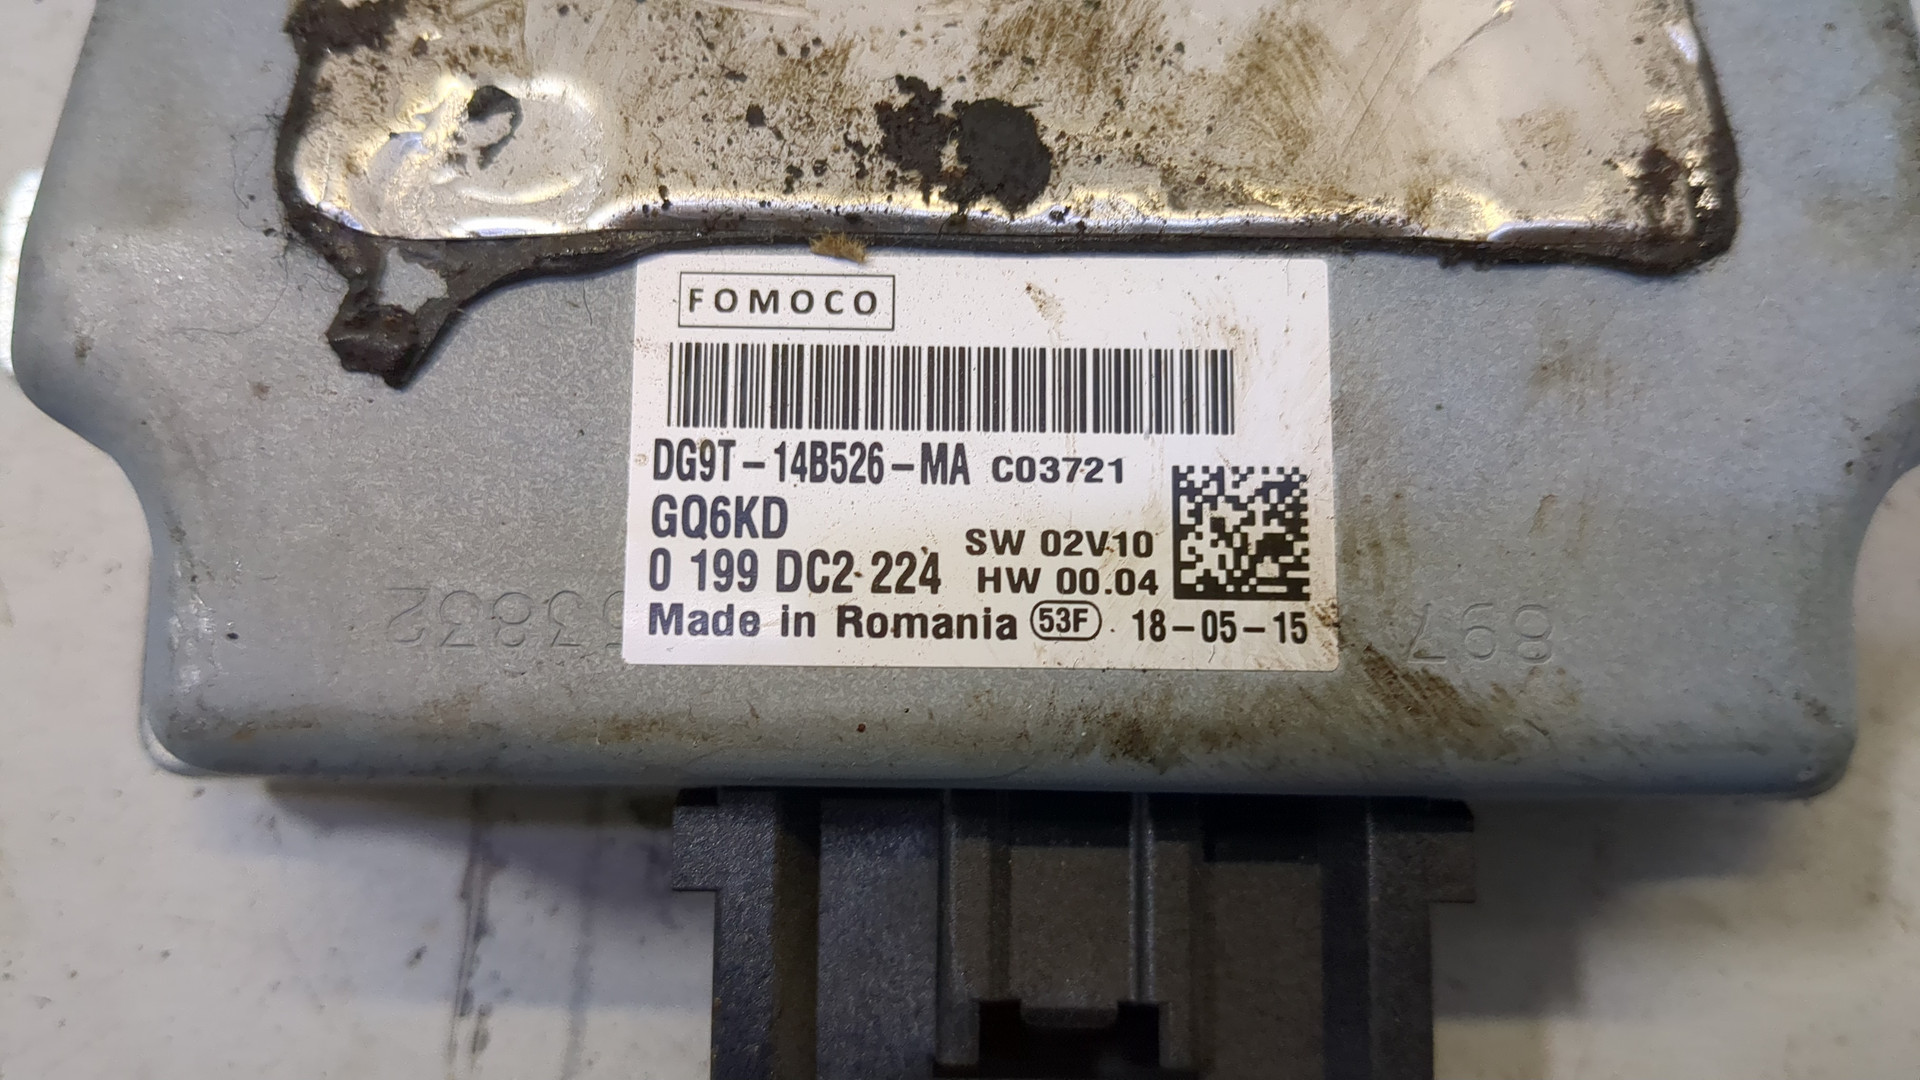 FOMOCO
DG9T-14B526-MA C03721
GQ6KD
0 199 DC2 224 SW 02V10
HW 00.04
Made in Romania 53F 18-05-15